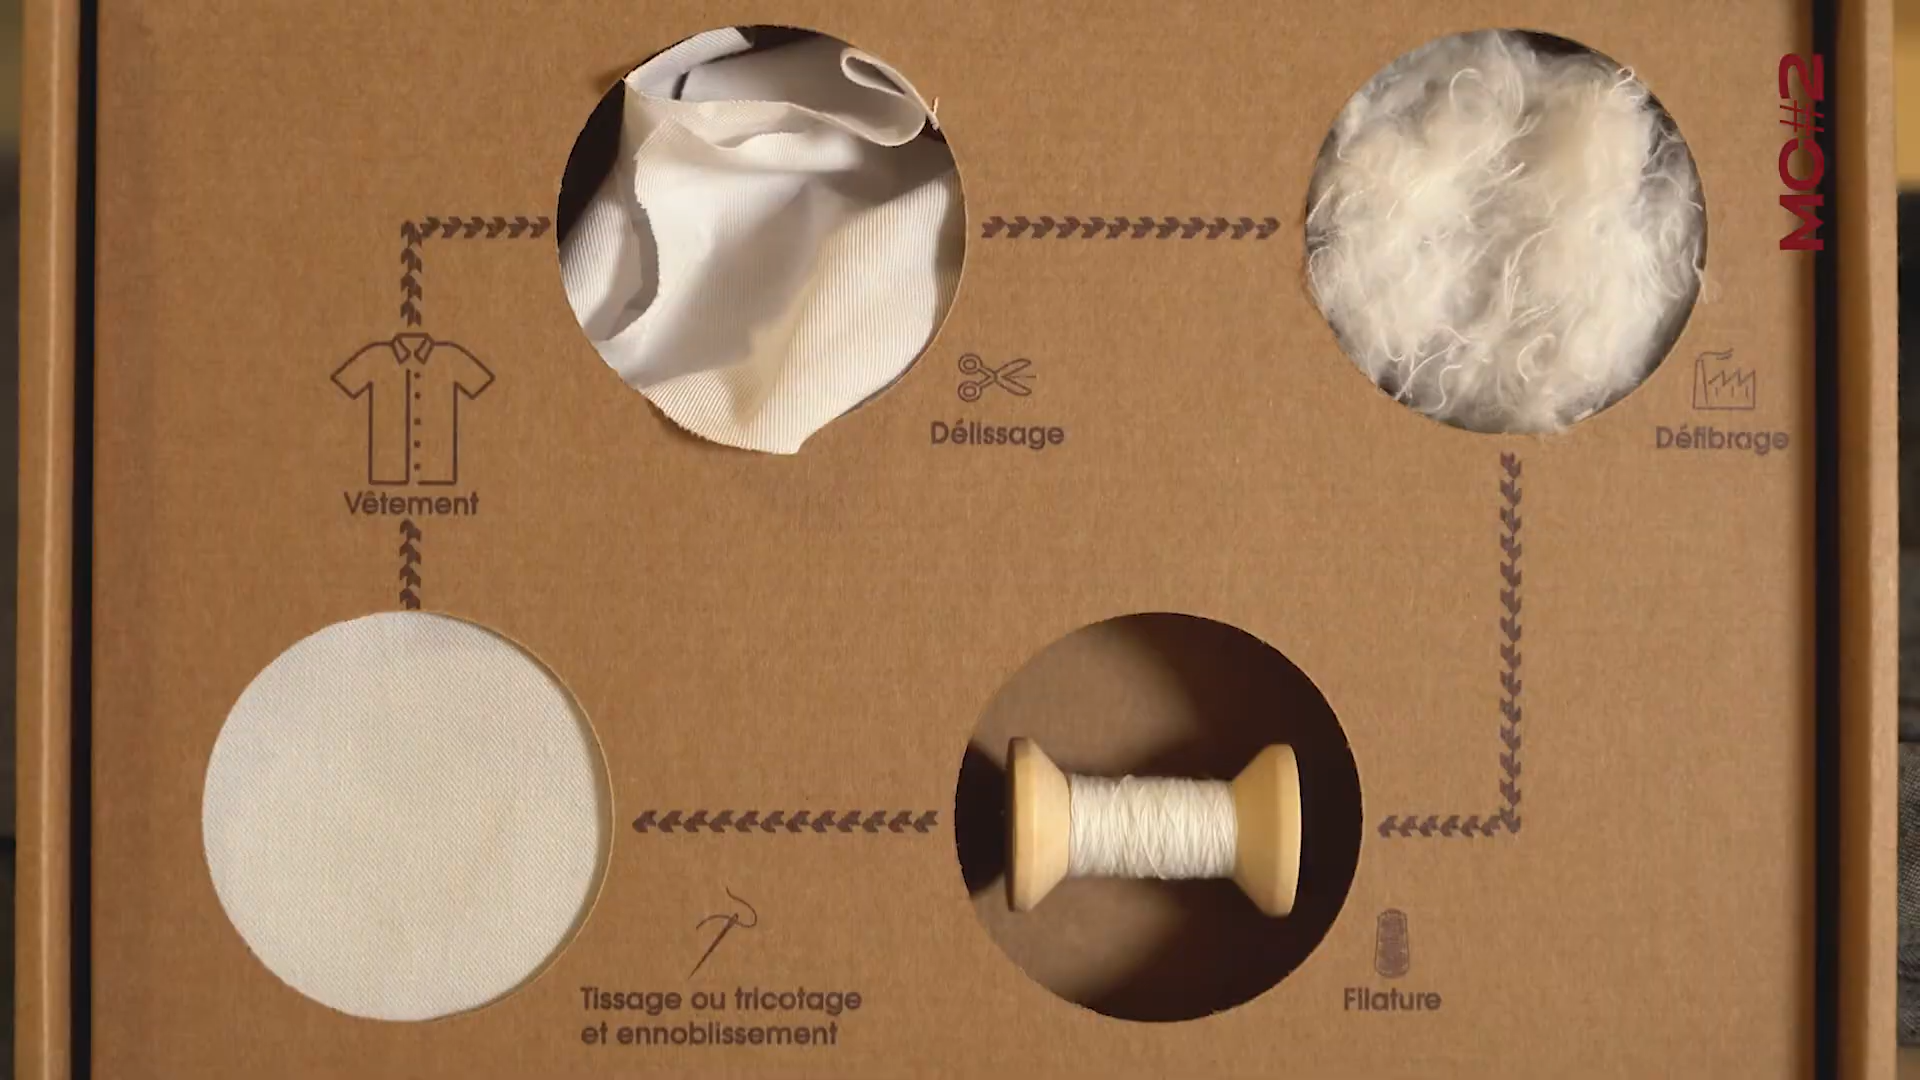 MC#2
Délissage
Défibrage
Vêtement
Tissage ou tricotage
et ennoblissement
Filature